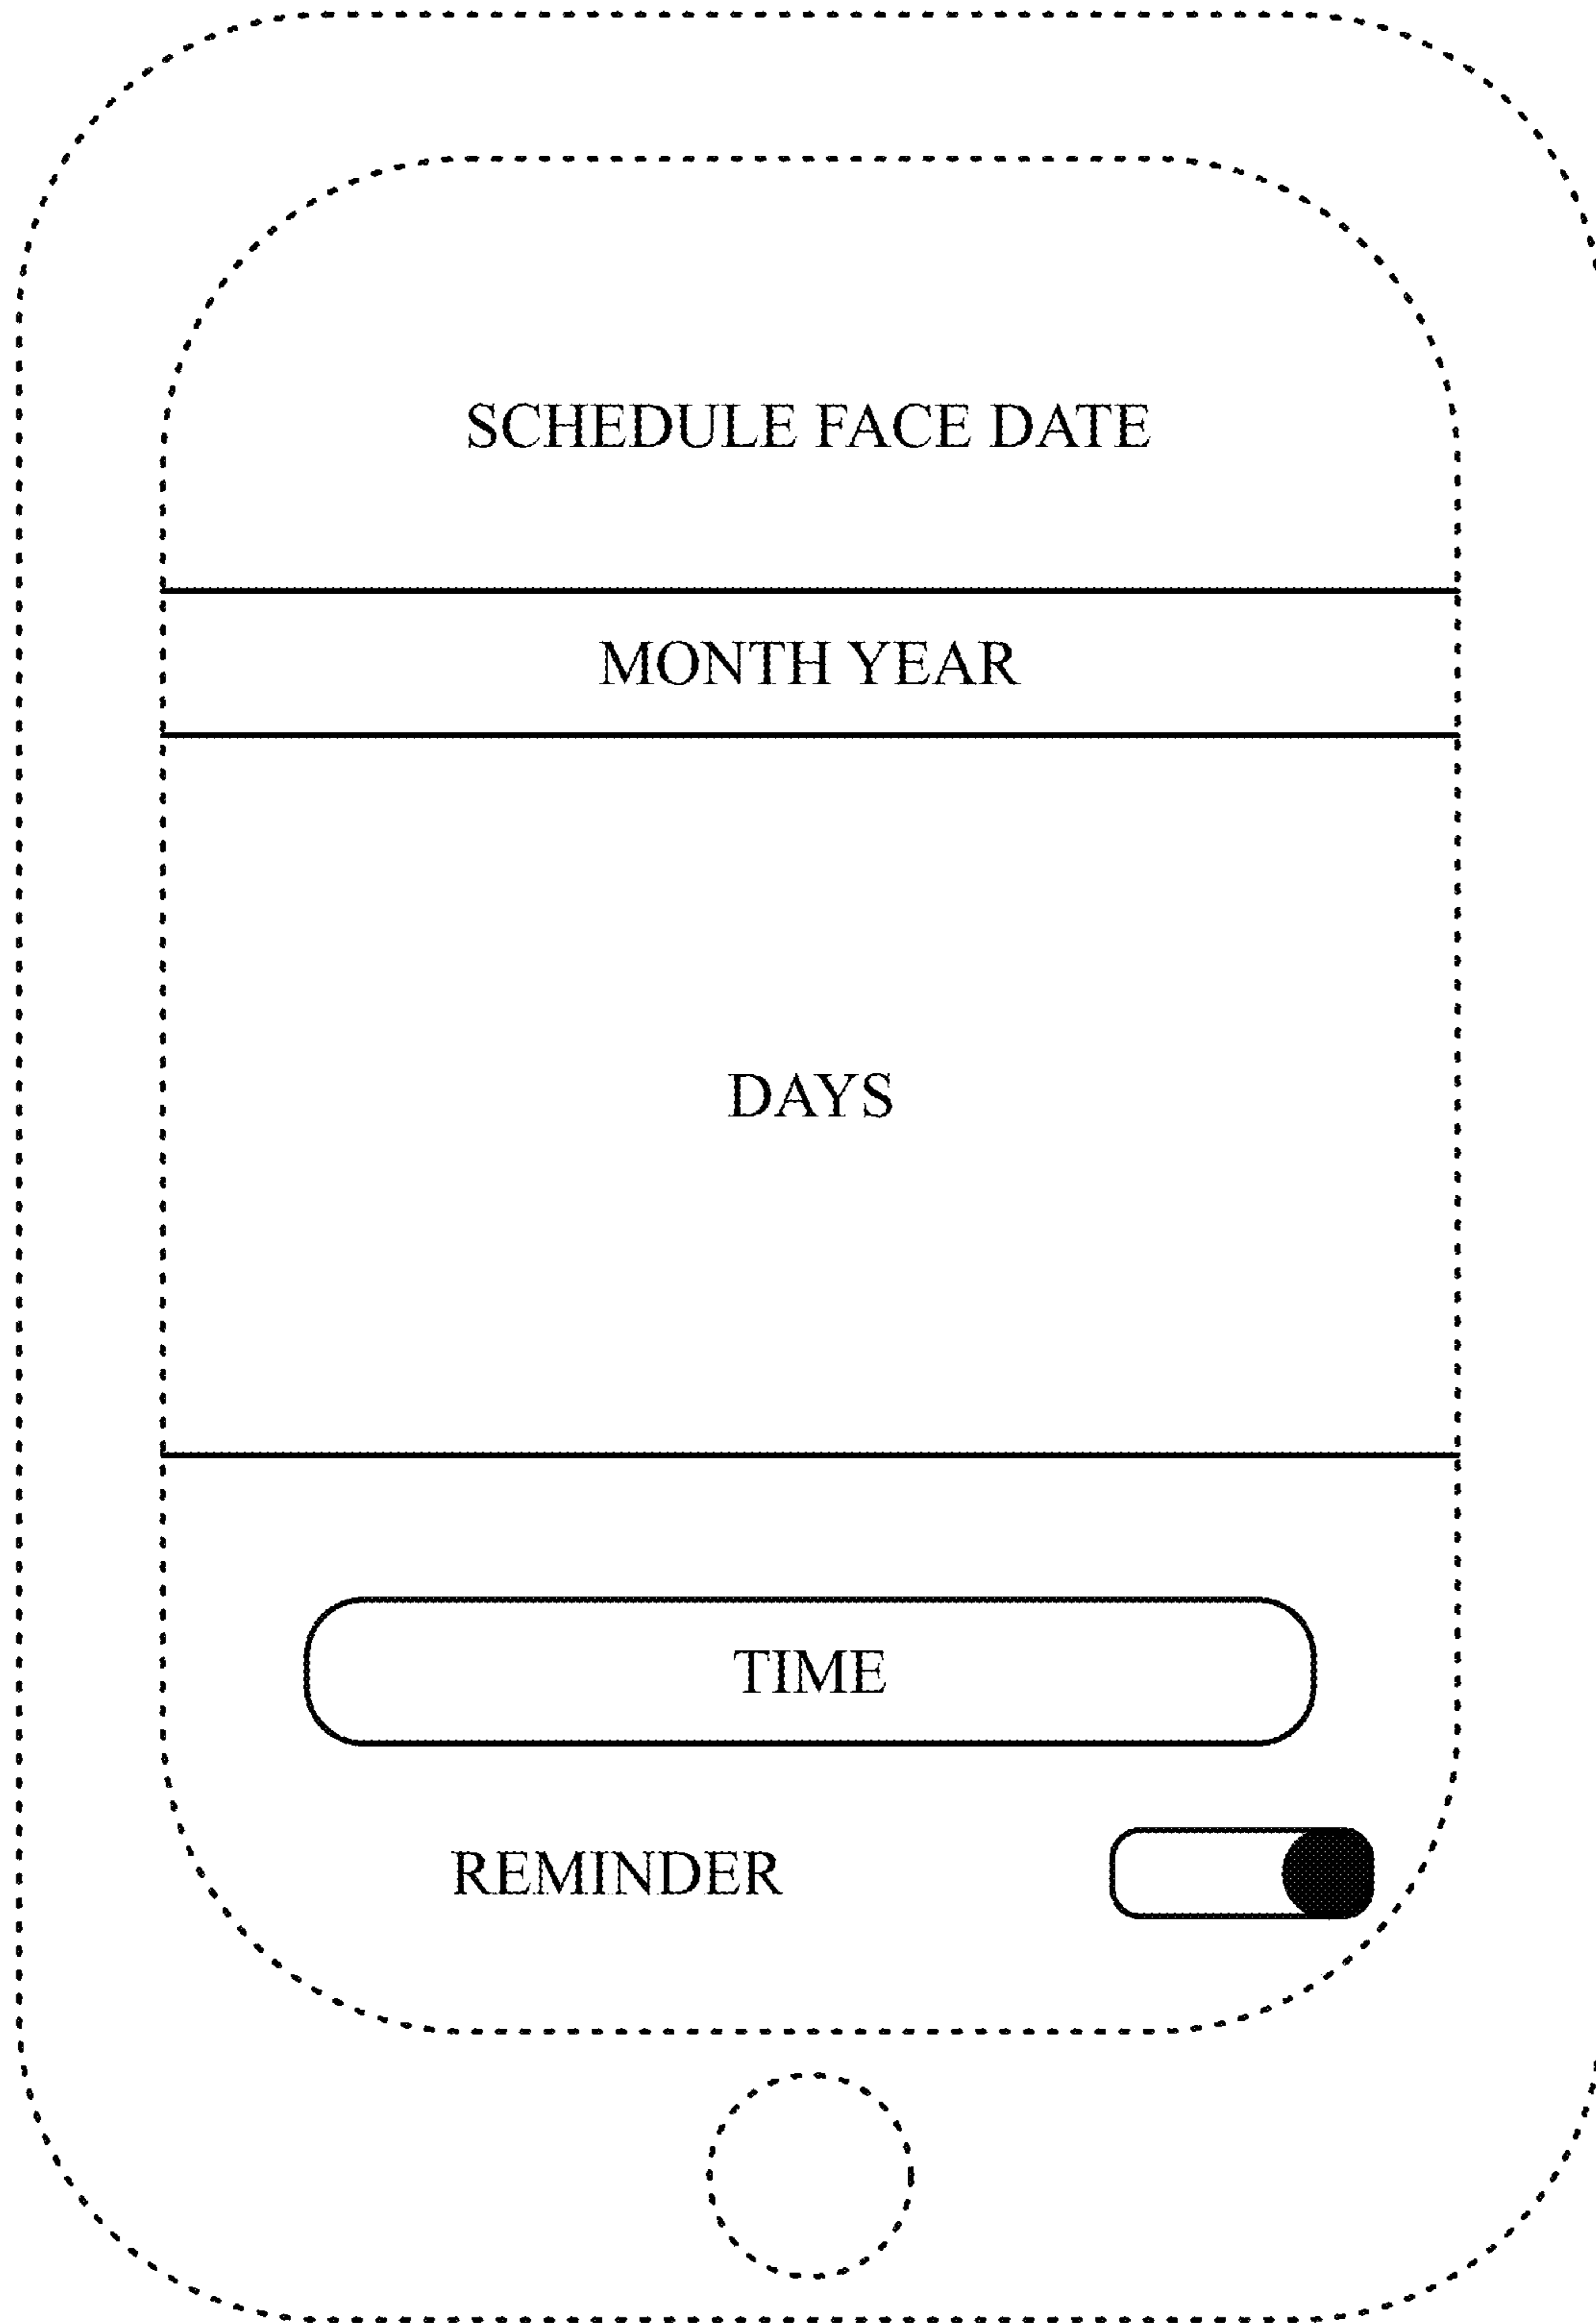 SCHEDULE FACE DATE
MONTH YEAR
DAYS
TIME
REMINDER